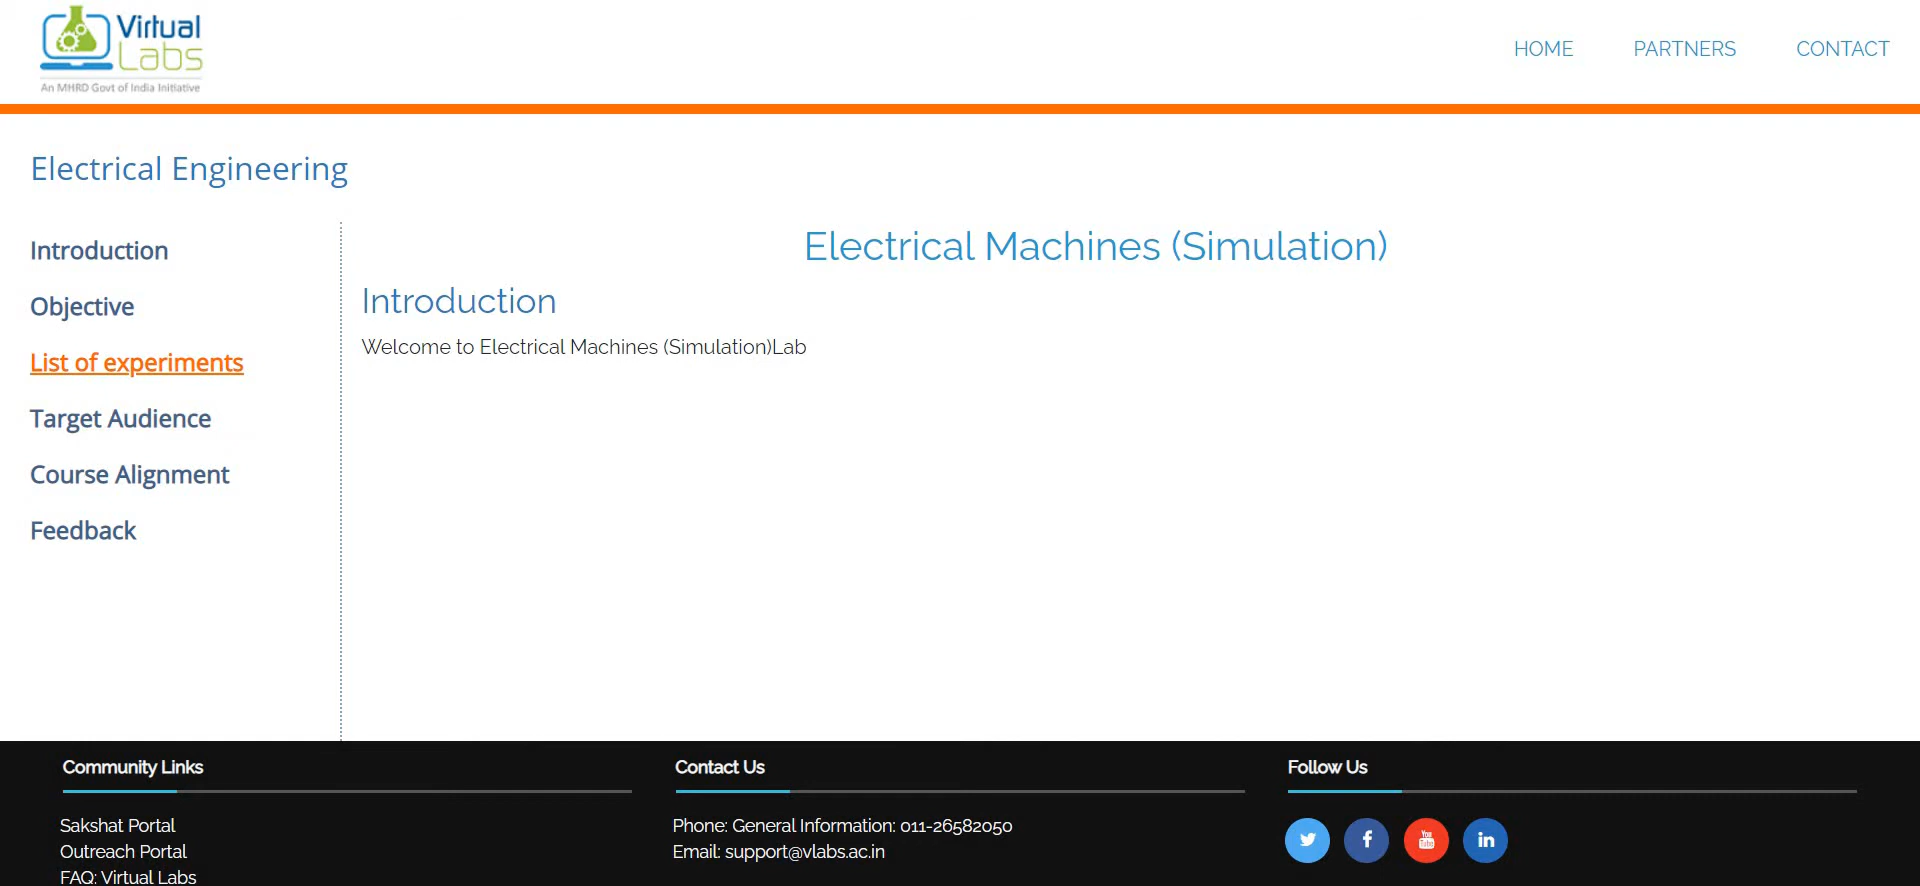 Virtual
Labs
An MHRD Govt of India Initiative
HOME PARTNERS CONTACT
Electrical Engineering
Introduction
Objective
List of experiments
Target Audience
Course Alignment
Feedback
Electrical Machines (Simulation)
Introduction
Welcome to Electrical Machines (Simulation)Lab
Community Links
Sakshat Portal
Outreach Portal
FAQ: Virtual Labs
Contact Us
Phone: General Information: 011-26582050
Email: support@vlabs.ac.in
Follow Us
You
Tube
f
in